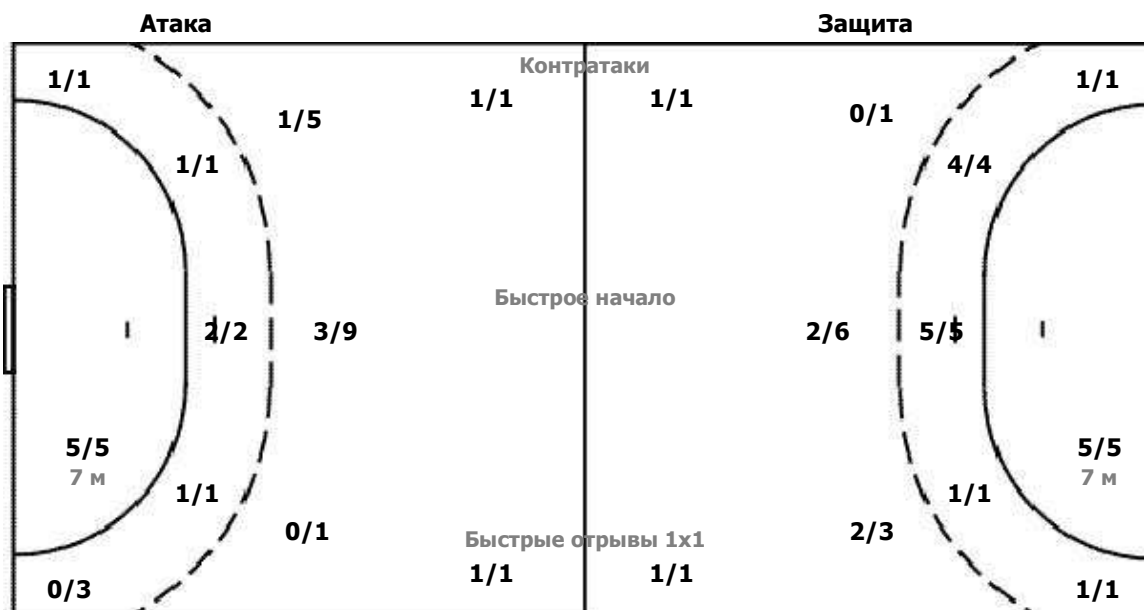 Атака Защита
Контратаки
1/1 1/1
1/1 1/1
1/5 0/1
1/1 4/4
Быстрое начало
2/2 3/9 2/6 5/5
5/5 5/5
7 м 7 м
1/1 1/1
0/1 2/3
Быстрые отрывы 1x1
1/1 1/1
0/3 1/1